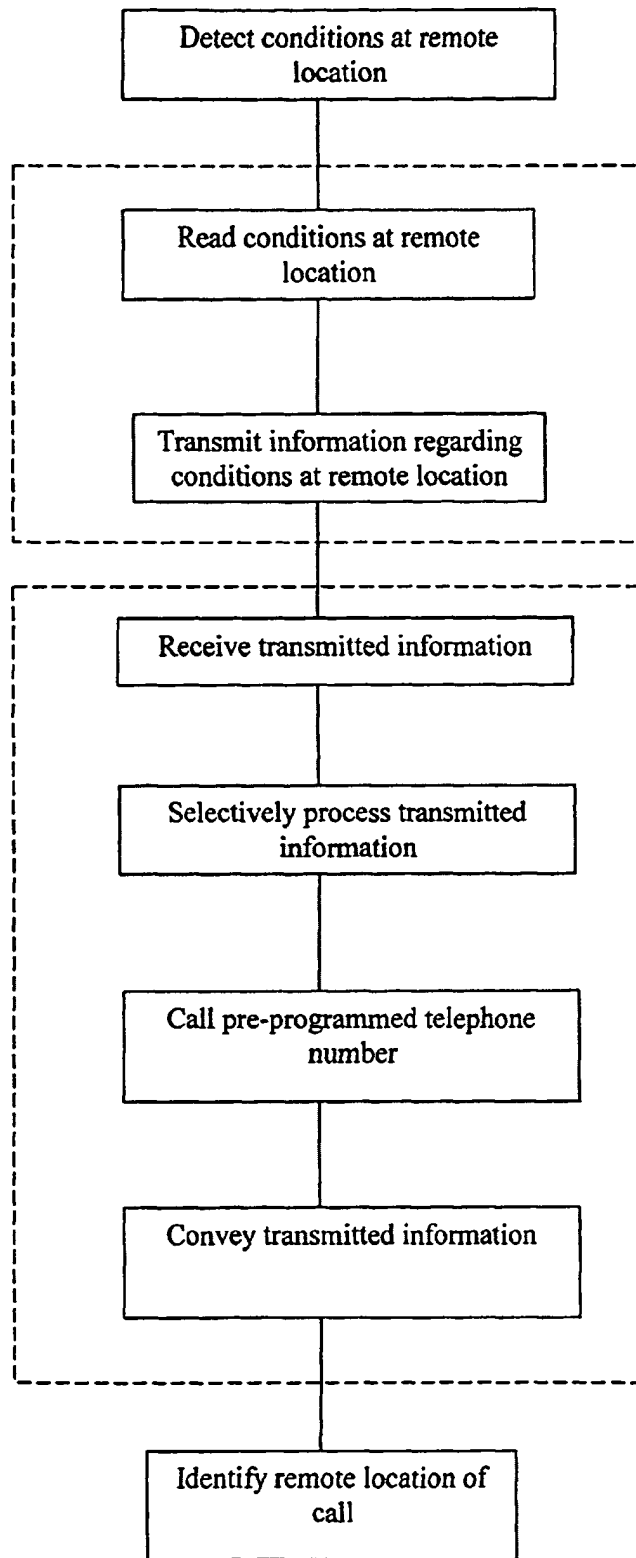 Detect conditions at remote
location
Read conditions at remote
location
Transmit information regarding
conditions at remote location
Receive transmitted information
Selectively process transmitted
information
Call pre-programmed telephone
number
Convey transmitted information
Identify remote location of
call